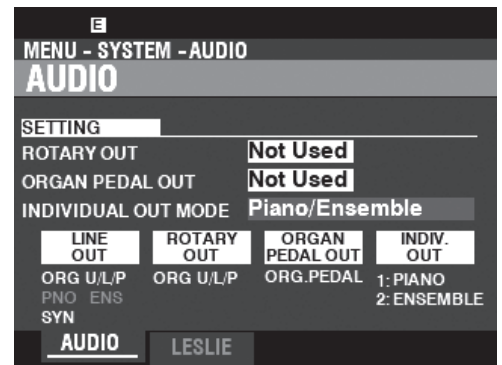 E
MENU - SYSTEM - AUDIO
AUDIO
SETTING
ROTARY OUT Not Used
ORGAN PEDAL OUT Not Used
INDIVIDUAL OUT MODE Piano/Ensemble
LINE OUT ROTARY OUT ORGAN PEDAL OUT INDIV. OUT
ORG U/L/P ORG U/L/P ORG.PEDAL 1: PIANO
PNO ENS 2: ENSEMBLE
SYN
AUDIO LESLIE